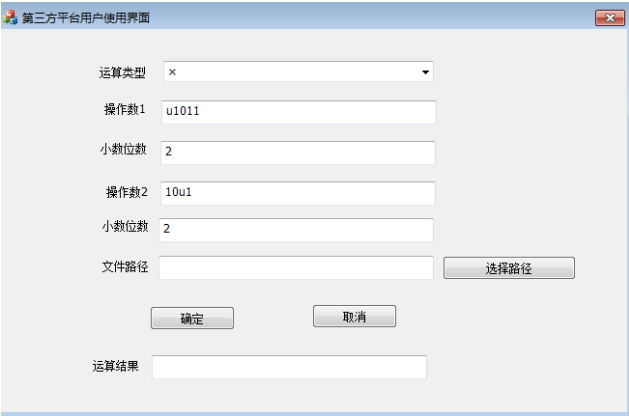 第三方平台用户使用界面
运算类型 ×
操作数1 u1011
小数位数 2
操作数2 10u1
小数位数 2
文件路径 选择路径
确定 取消
运算结果